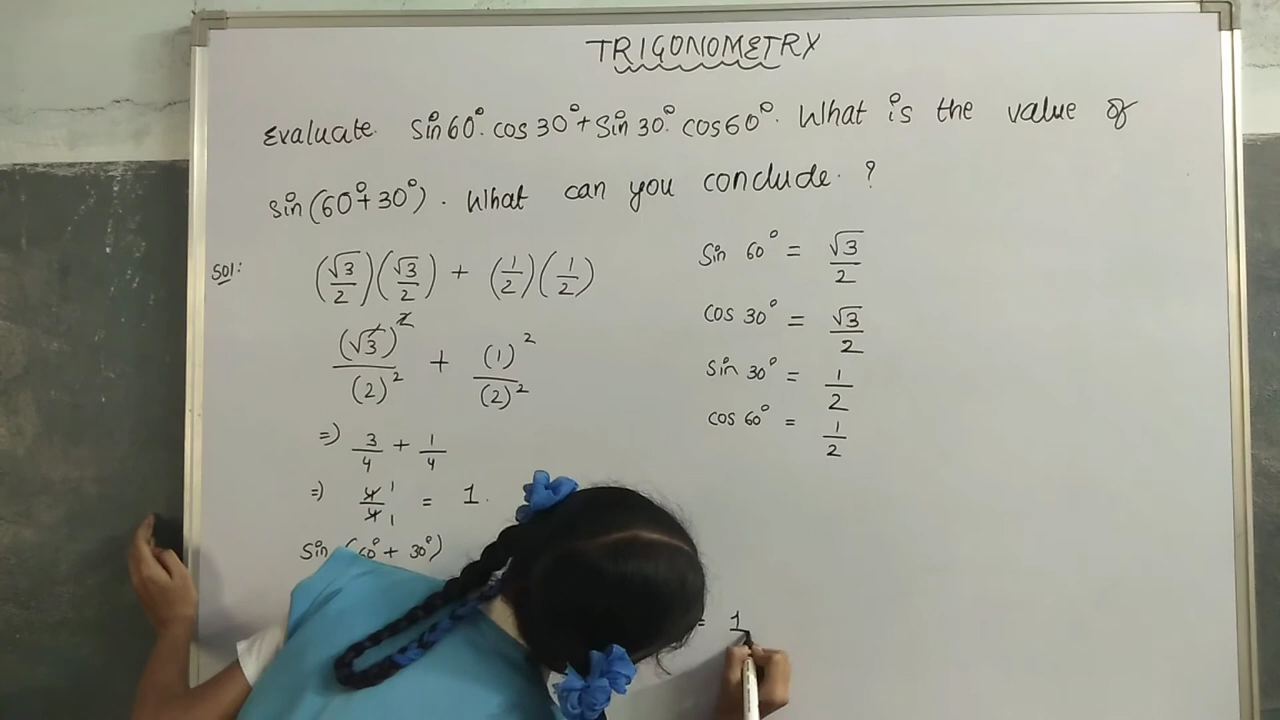 TRIGONOMETRY
Evaluate sin 60°. cos 30° + sin 30°. cos 60°. What is the value of
sin (60° + 30°). What can you conclude. ?
Sol:
(√3/2)(√3/2) + (1/2)(1/2)
(√3)²/(2)² + (1)²/(2)²
=) 3/4 + 1/4
=) 4/4 1/1 = 1.
sin (60° + 30°)
= 1
Sin 60° = √3/2
cos 30° = √3/2
sin 30° = 1/2
cos 60° = 1/2